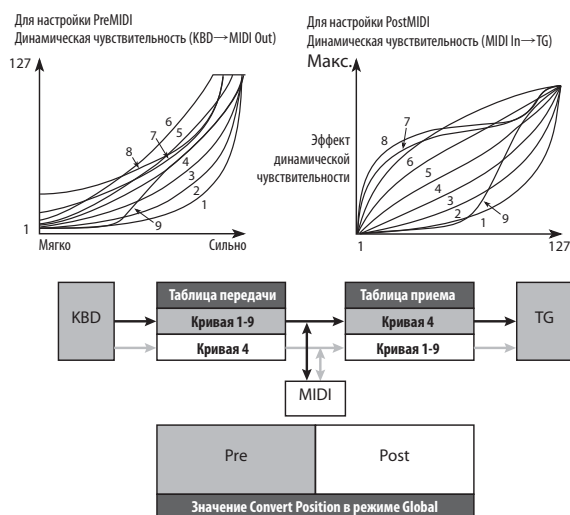 Для настройки PreMIDI
Динамическая чувствительность (KBD→MIDI Out)
127
1
Мягко
Сильно
6
7
5
8
4
3
2
1
9
Для настройки PostMIDI
Динамическая чувствительность (MIDI In→TG)
Макс.
Эффект
динамической
чувствительности
8
7
6
5
4
3
2
1
9
1
127
KBD
Таблица передачи
Кривая 1-9
Кривая 4
Таблица приема
Кривая 4
Кривая 1-9
TG
MIDI
Pre
Post
Значение Convert Position в режиме Global